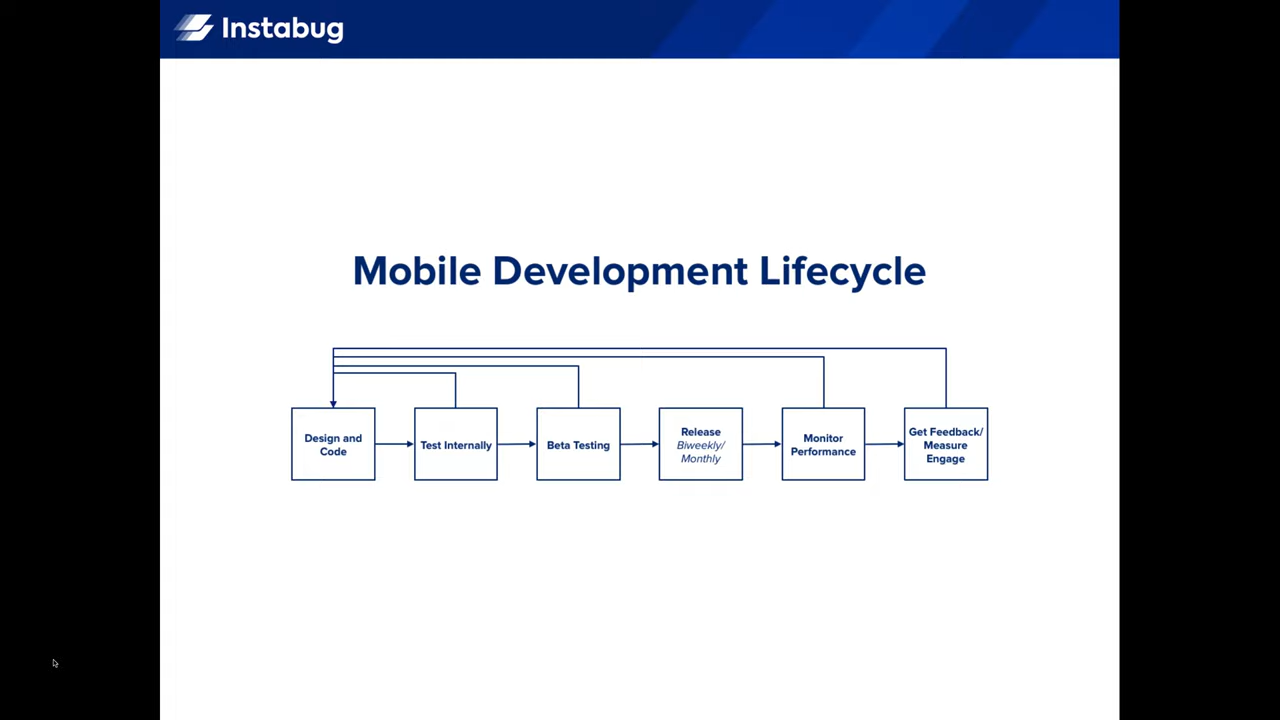 Instabug
Mobile Development Lifecycle
Design and
Code
Test Internally
Beta Testing
Release
Biweekly/
Monthly
Monitor
Performance
Get Feedback/
Measure
Engage